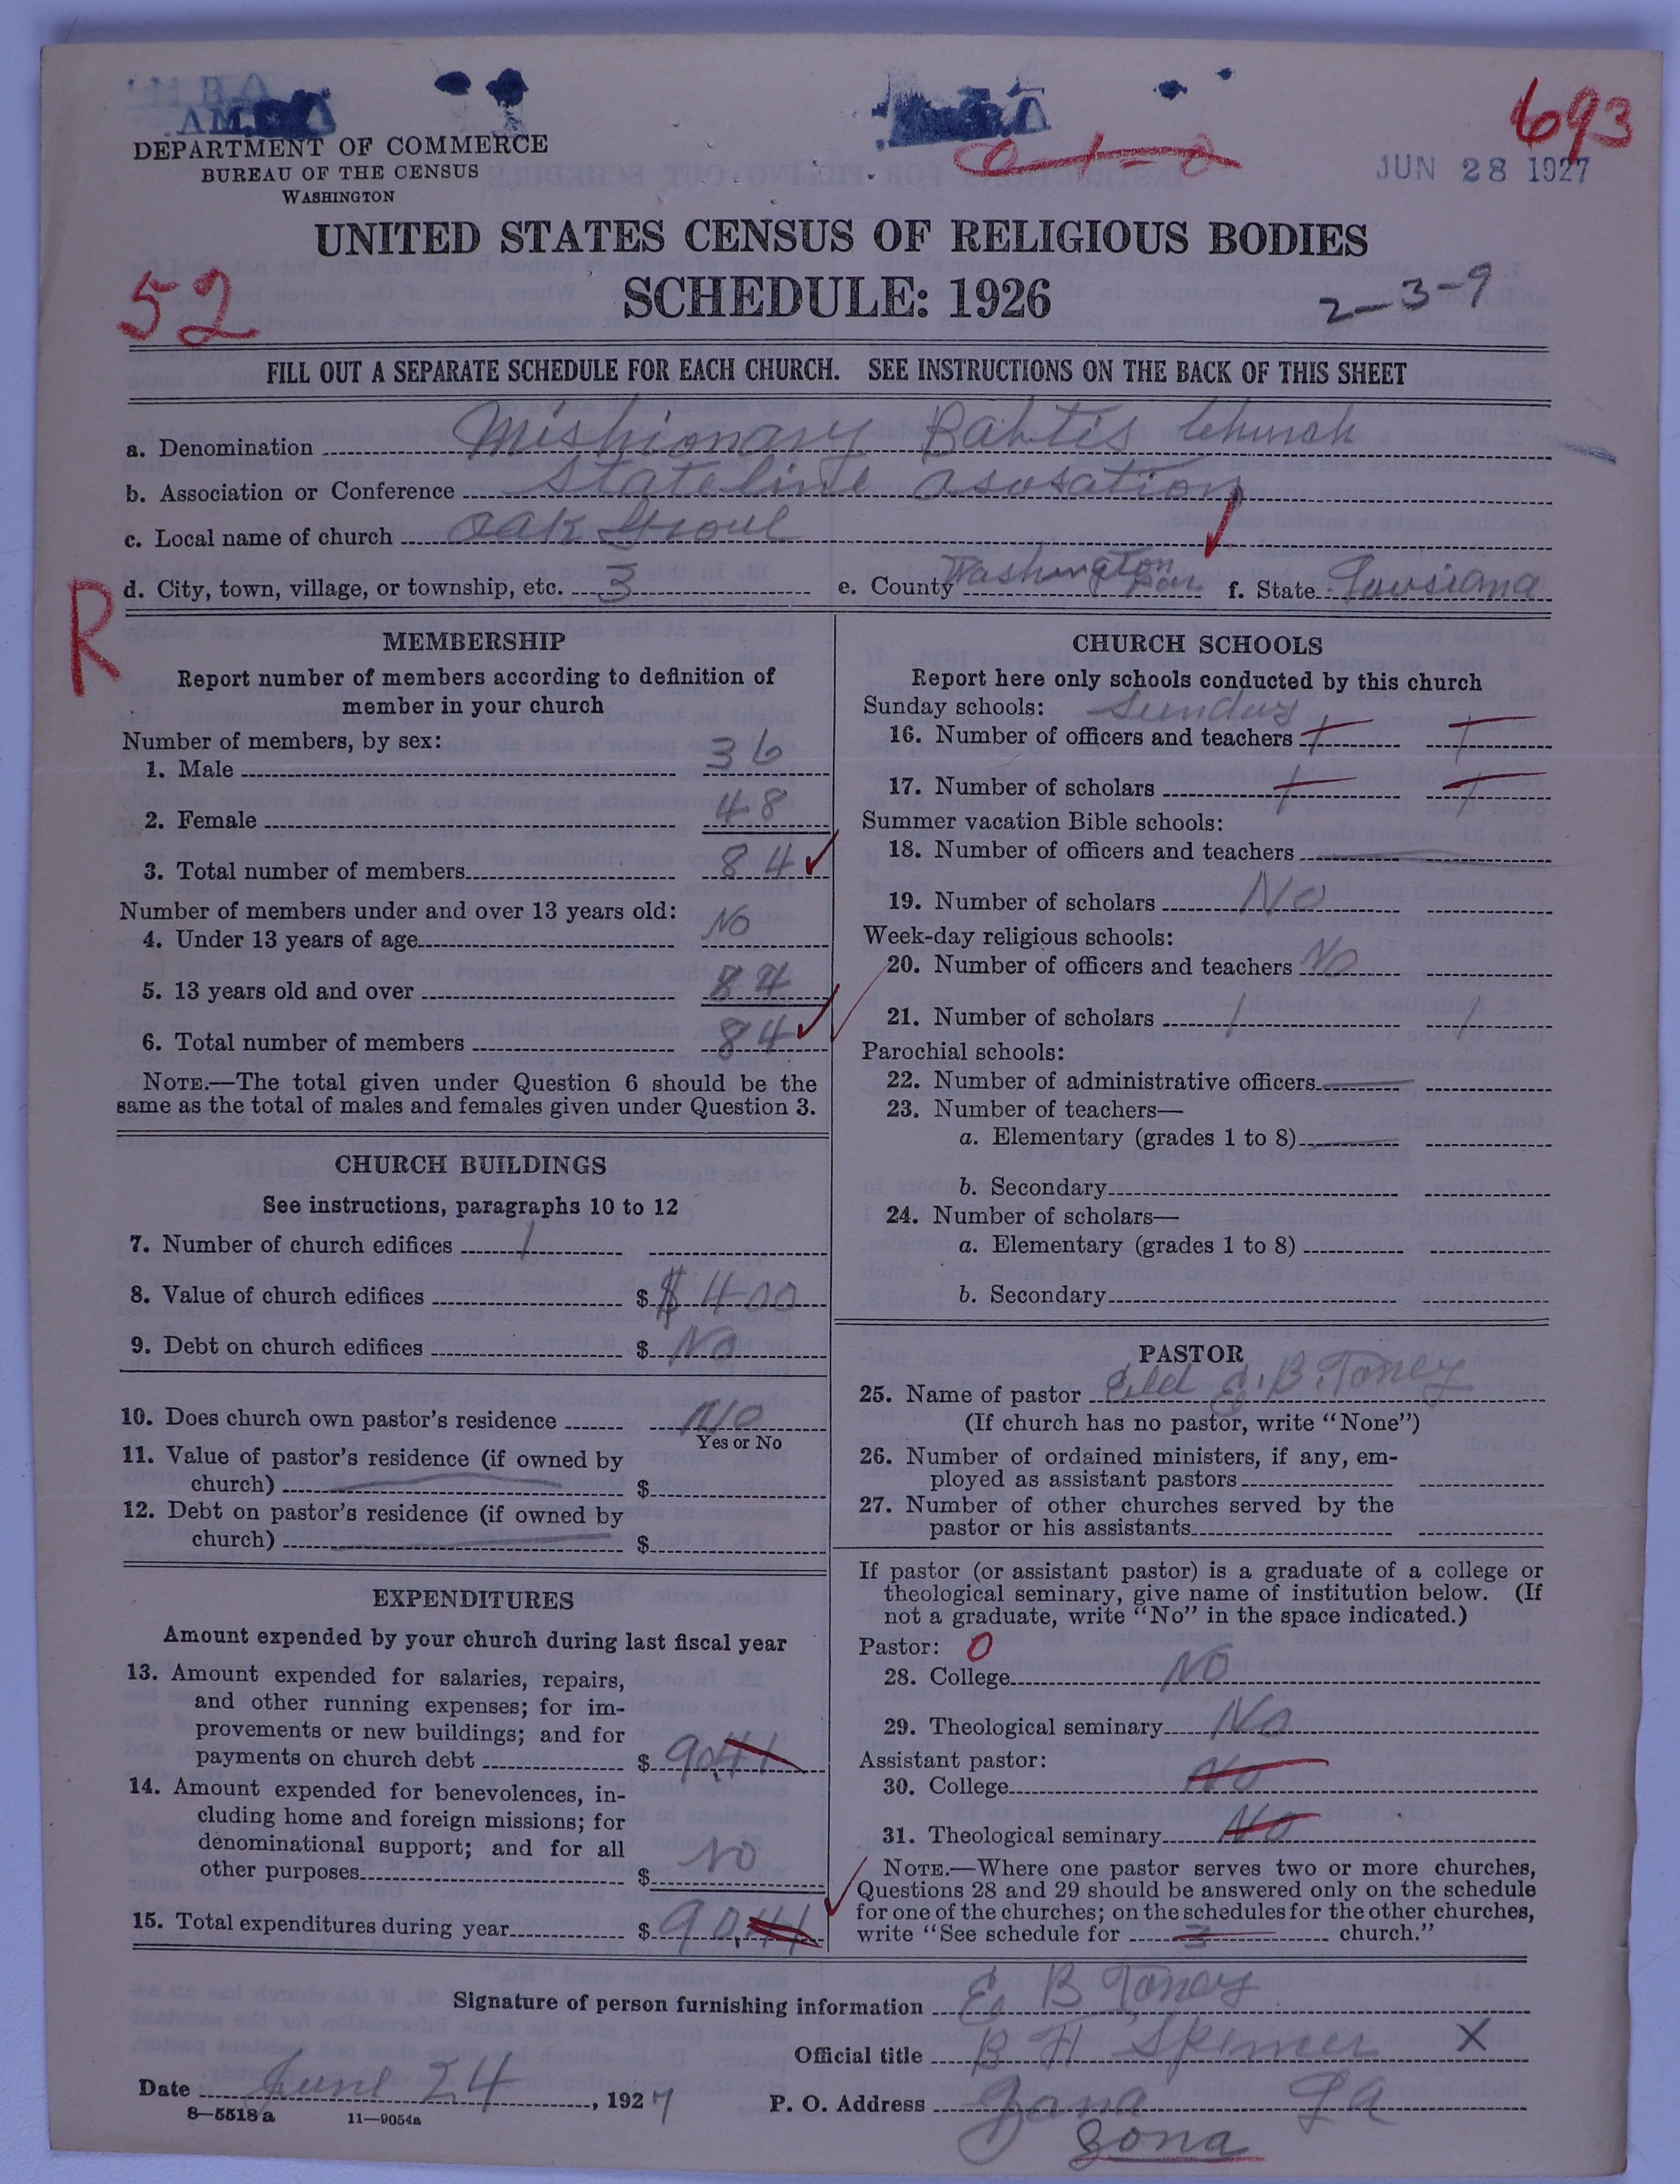 693
DEPARTMENT OF COMMERCE
BUREAU OF THE CENSUS
WASHINGTON
JUN 28 1927
UNITED STATES CENSUS OF RELIGIOUS BODIES
52
SCHEDULE: 1926
2-3-9
FILL OUT A SEPARATE SCHEDULE FOR EACH CHURCH. SEE INSTRUCTIONS ON THE BACK OF THIS SHEET
a. Denomination Mishionary Babtis Church
b. Association or Conference Stateline asosation
c. Local name of church Oak Grove
d. City, town, village, or township, etc. 3 e. County Washington Par f. State Louisiana
R
MEMBERSHIP
Report number of members according to definition of
member in your church
Number of members, by sex:
1. Male 36
2. Female 48
3. Total number of members 84
Number of members under and over 13 years old:
4. Under 13 years of age No
5. 13 years old and over 84
6. Total number of members 84
NOTE.—The total given under Question 6 should be the
same as the total of males and females given under Question 3.
CHURCH BUILDINGS
See instructions, paragraphs 10 to 12
7. Number of church edifices 1
8. Value of church edifices $ $400
9. Debt on church edifices $ No
10. Does church own pastor's residence No
Yes or No
11. Value of pastor's residence (if owned by
church) $
12. Debt on pastor's residence (if owned by
church) $
EXPENDITURES
Amount expended by your church during last fiscal year
13. Amount expended for salaries, repairs,
and other running expenses; for im-
provements or new buildings; and for
payments on church debt $ 90.41
14. Amount expended for benevolences, in-
cluding home and foreign missions; for
denominational support; and for all
other purposes $ No
15. Total expenditures during year $ 90.41
CHURCH SCHOOLS
Report here only schools conducted by this church
Sunday schools: Sunday
16. Number of officers and teachers
17. Number of scholars
Summer vacation Bible schools:
18. Number of officers and teachers
19. Number of scholars No
Week-day religious schools:
20. Number of officers and teachers No
21. Number of scholars
Parochial schools:
22. Number of administrative officers
23. Number of teachers—
a. Elementary (grades 1 to 8)
b. Secondary
24. Number of scholars—
a. Elementary (grades 1 to 8)
b. Secondary
PASTOR
25. Name of pastor Eld E. B. Toney
(If church has no pastor, write "None")
26. Number of ordained ministers, if any, em-
ployed as assistant pastors
27. Number of other churches served by the
pastor or his assistants
If pastor (or assistant pastor) is a graduate of a college or
theological seminary, give name of institution below. (If
not a graduate, write "No" in the space indicated.)
Pastor: 0
28. College No
29. Theological seminary No
Assistant pastor:
30. College No
31. Theological seminary No
NOTE.—Where one pastor serves two or more churches,
Questions 28 and 29 should be answered only on the schedule
for one of the churches; on the schedules for the other churches,
write "See schedule for 3 church."
Signature of person furnishing information E B Toney
Official title B H Spencer X
Date June 24, 1927 P. O. Address Zona La
8—5518 a 11—9054a
Zona